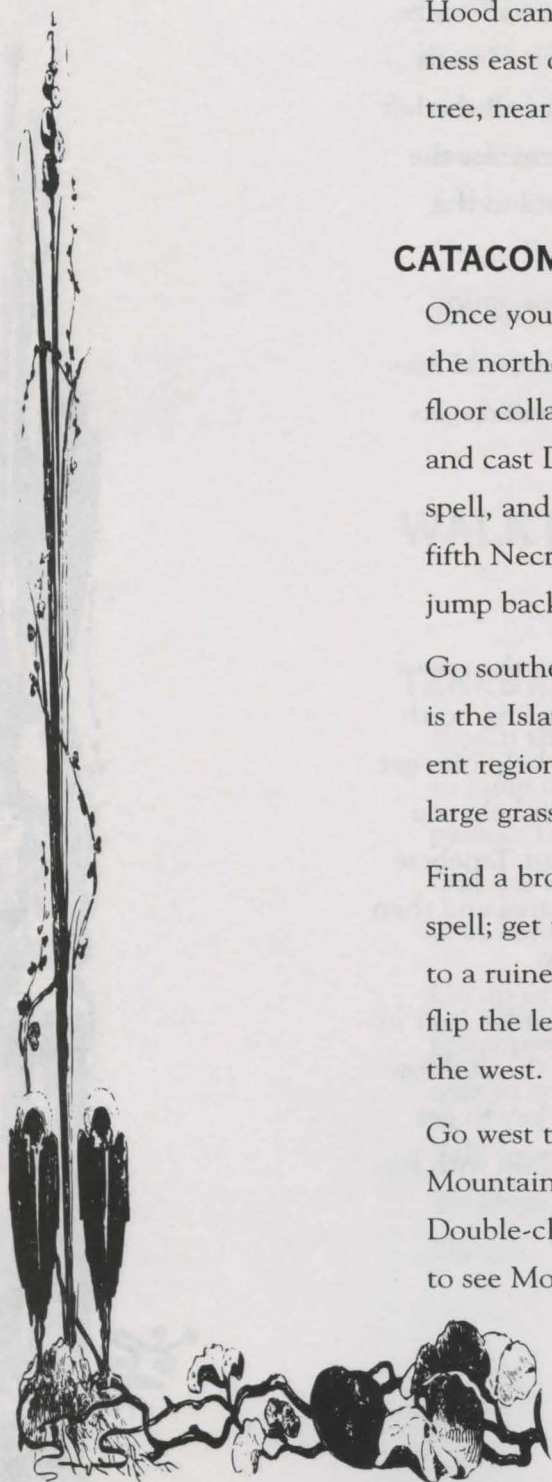 Hood can
ness east
tree, near
CATACOM
Once you
the north
floor colla
and cast
spell, and
fifth Necr
jump back
Go southe
is the Isla
ent region
large grass
Find a bro
spell; get
to a ruine
flip the le
the west.
Go west t
Mountain
Double-cl
to see Mo